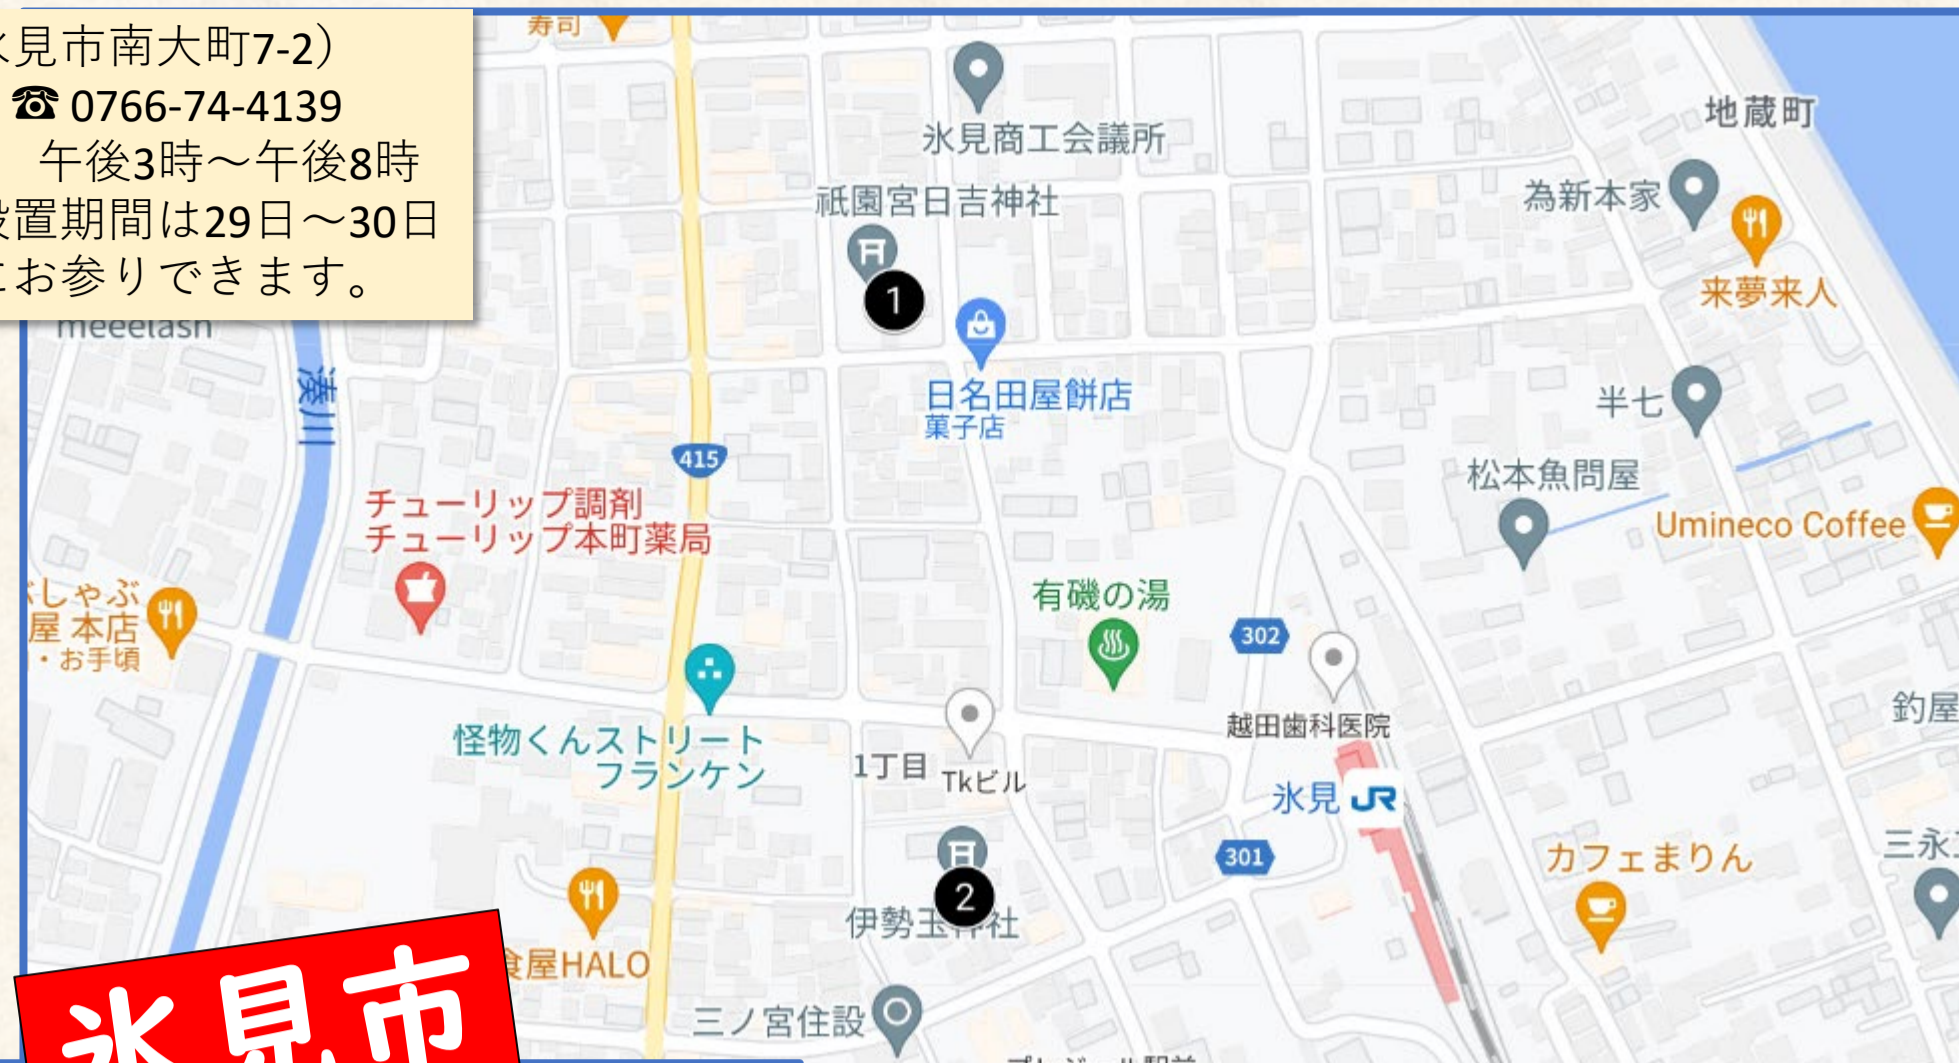 氷見市南大町7-2）
☎ 0766-74-4139
午後3時～午後8時
設置期間は29日～30日
にお参りできます。
寿司
氷見商工会議所
地蔵町
祇園宮日吉神社
為新本家
1
来夢来人
meeelash
湊川
日名田屋餅店
菓子店
半七
415
松本魚問屋
チューリップ調剤
チューリップ本町薬局
Umineco Coffee
しゃぶ
屋 本店
・お手頃
有磯の湯
302
越田歯科医院
釣屋
怪物くんストリート
フランケン
1丁目
Tkビル
氷見 JR
301
カフェまりん
三永
2
伊勢玉神社
食屋HALO
三ノ宮住設
氷見市